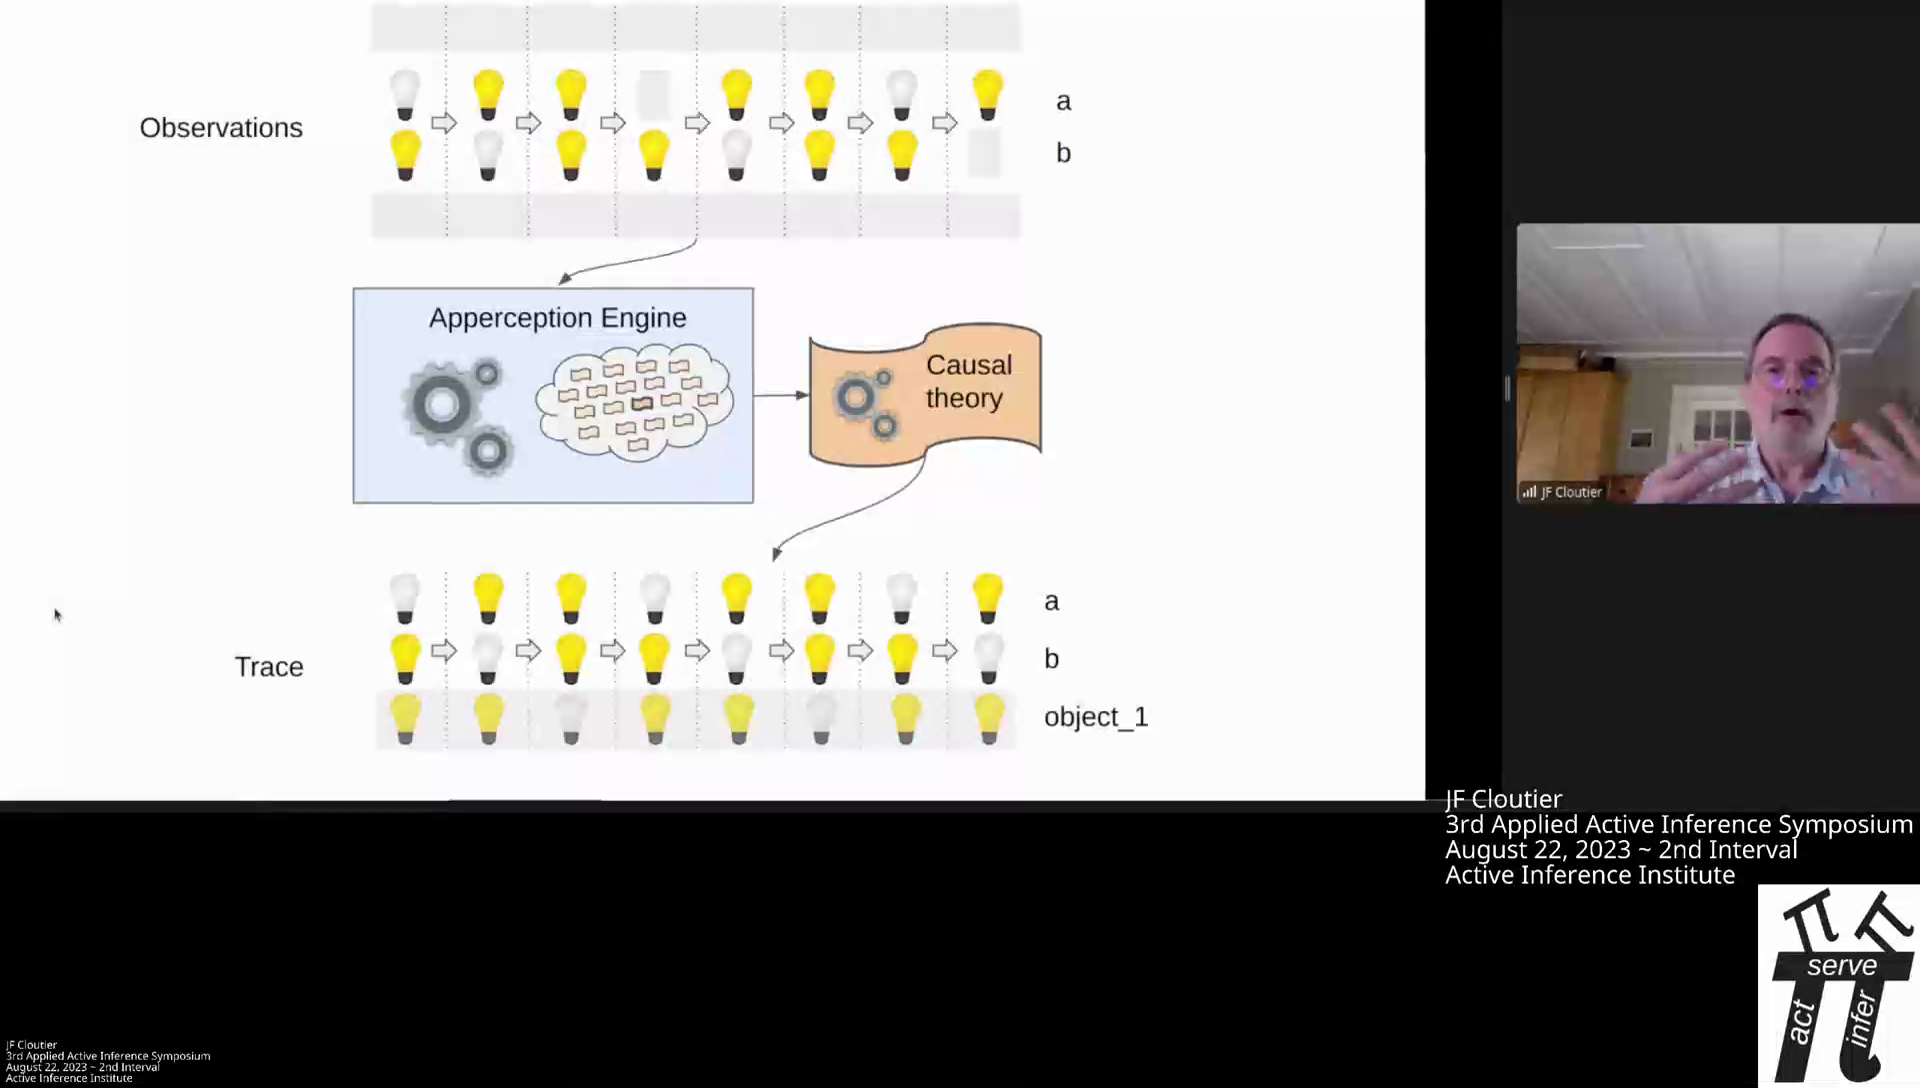 Observations
a
b
Apperception Engine
Causal
theory
Trace
a
b
object_1
JF Cloutier
JF Cloutier
3rd Applied Active Inference Symposium
August 22, 2023 ~ 2nd Interval
Active Inference Institute
serve
act
infer
JF Cloutier
3rd Applied Active Inference Symposium
August 22, 2023 ~ 2nd Interval
Active Inference Institute